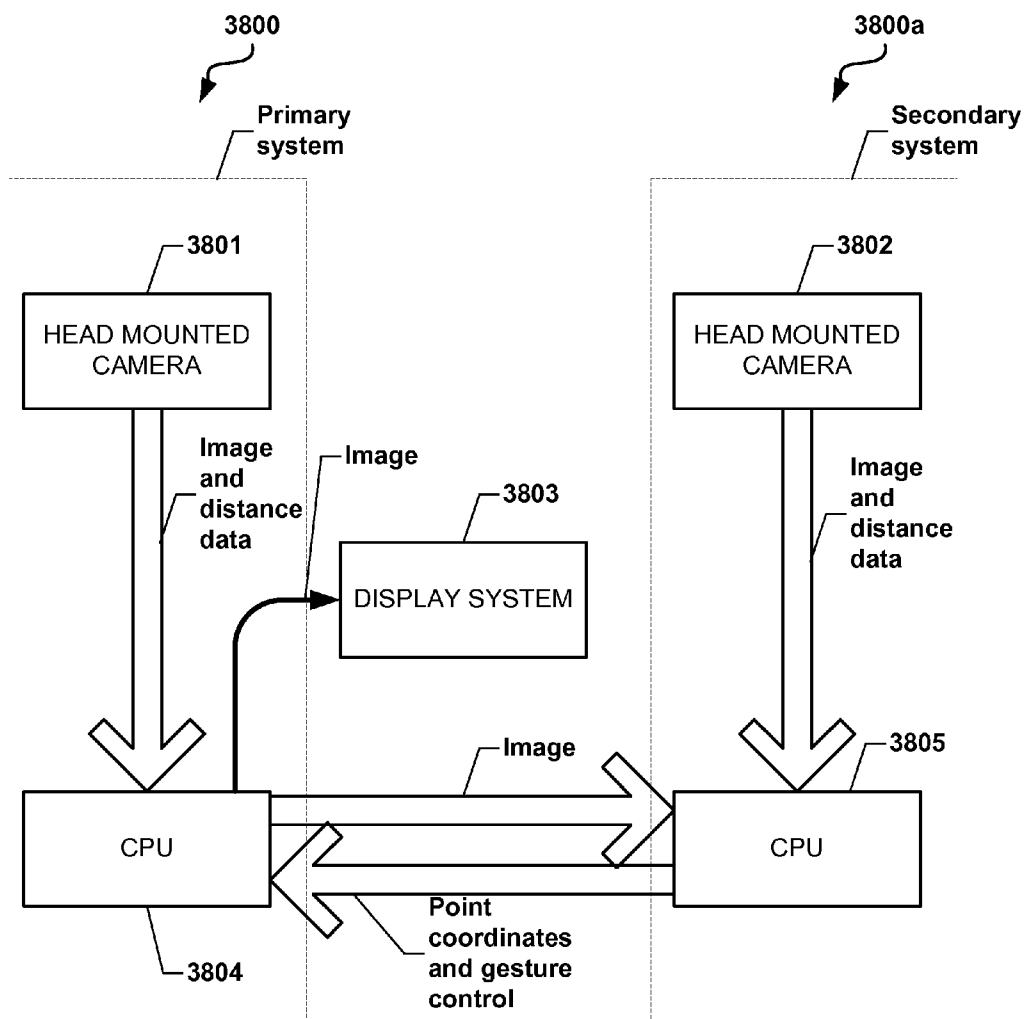 3800
3800a
Primary
system
Secondary
system
3801
3802
HEAD MOUNTED
CAMERA
HEAD MOUNTED
CAMERA
Image
and
distance
data
Image
3803
DISPLAY SYSTEM
Image
and
distance
data
Image
3805
CPU
CPU
3804
Point
coordinates
and gesture
control